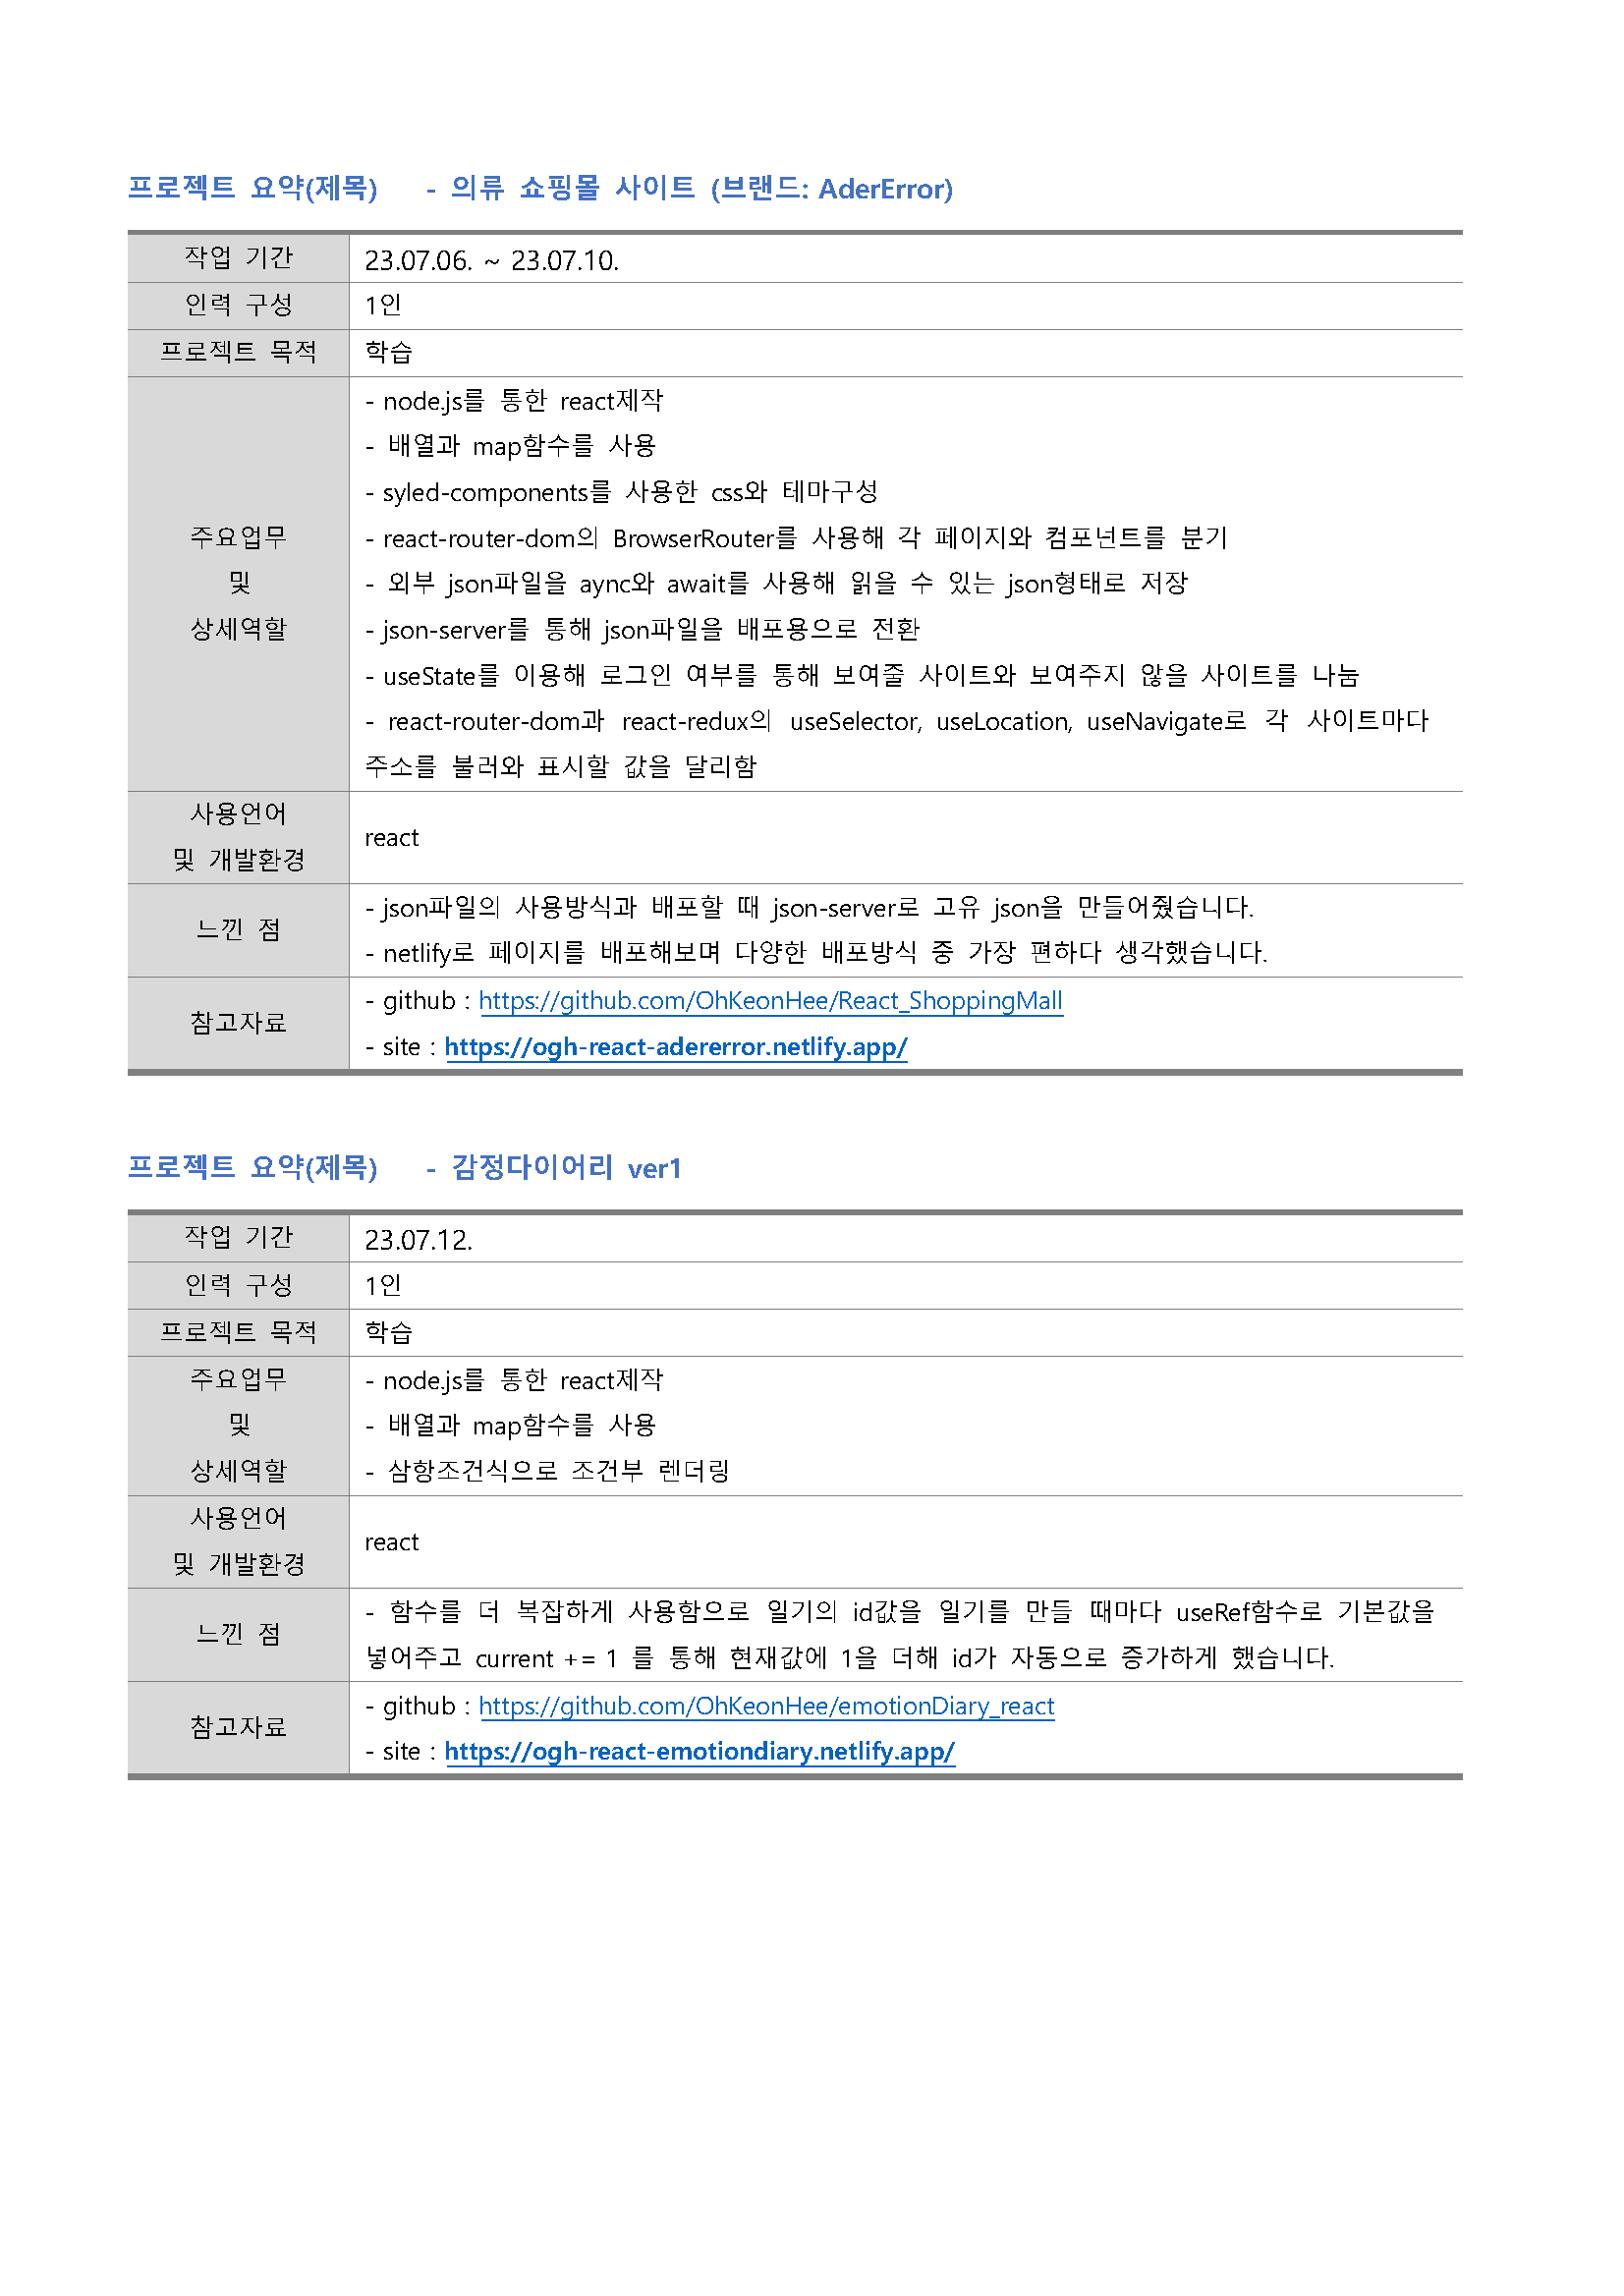 프로젝트 요약(제목) - 의류 쇼핑몰 사이트 (브랜드: AderError)
작업 기간
23.07.06. ~ 23.07.10.
인력 구성
1인
프로젝트 목적
학습
주요업무
및
상세역할
- node.js를 통한 react제작
- 배열과 map함수를 사용
- syled-components를 사용한 css와 테마구성
- react-router-dom의 BrowserRouter를 사용해 각 페이지와 컴포넌트를 분기
- 외부 json파일을 aync와 await를 사용해 읽을 수 있는 json형태로 저장
- json-server를 통해 json파일을 배포용으로 전환
- useState를 이용해 로그인 여부를 통해 보여줄 사이트와 보여주지 않을 사이트를 나눔
- react-router-dom과 react-redux의 useSelector, useLocation, useNavigate로 각 사이트마다
주소를 불러와 표시할 값을 달리함
사용언어
및 개발환경
react
느낀 점
- json파일의 사용방식과 배포할 때 json-server로 고유 json을 만들어줬습니다.
- netlify로 페이지를 배포해보며 다양한 배포방식 중 가장 편하다 생각했습니다.
참고자료
- github : https://github.com/OhKeonHee/React_ShoppingMall
- site : https://ogh-react-adererror.netlify.app/
프로젝트 요약(제목) - 감정다이어리 ver1
작업 기간
23.07.12.
인력 구성
1인
프로젝트 목적
학습
주요업무
및
상세역할
- node.js를 통한 react제작
- 배열과 map함수를 사용
- 삼항조건식으로 조건부 렌더링
사용언어
및 개발환경
react
느낀 점
- 함수를 더 복잡하게 사용함으로 일기의 id값을 일기를 만들 때마다 useRef함수로 기본값을
넣어주고 current += 1 를 통해 현재값에 1을 더해 id가 자동으로 증가하게 했습니다.
참고자료
- github : https://github.com/OhKeonHee/emotionDiary_react
- site : https://ogh-react-emotiondiary.netlify.app/